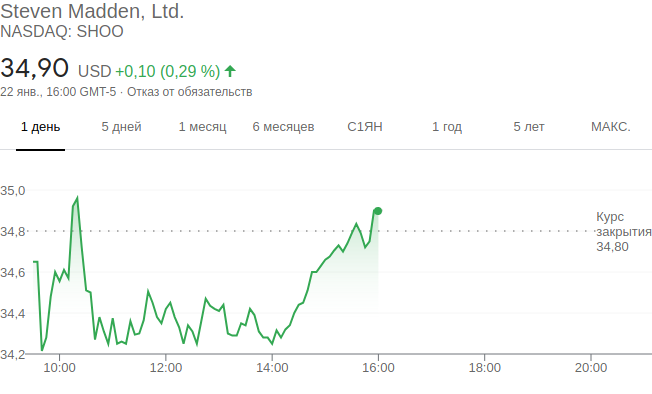 Steven Madden, Ltd.
NASDAQ: SHOO
34,90 USD +0,10 (0,29 %)
22 янв., 16:00 GMT-5 · Отказ от обязательств
1 день 5 дней 1 месяц 6 месяцев С1ЯН 1 год 5 лет МАКС.
35,0
Курс
34,8 закрытия
34,80
34,6
34,4
34,2
10:00 12:00 14:00 16:00 18:00 20:00